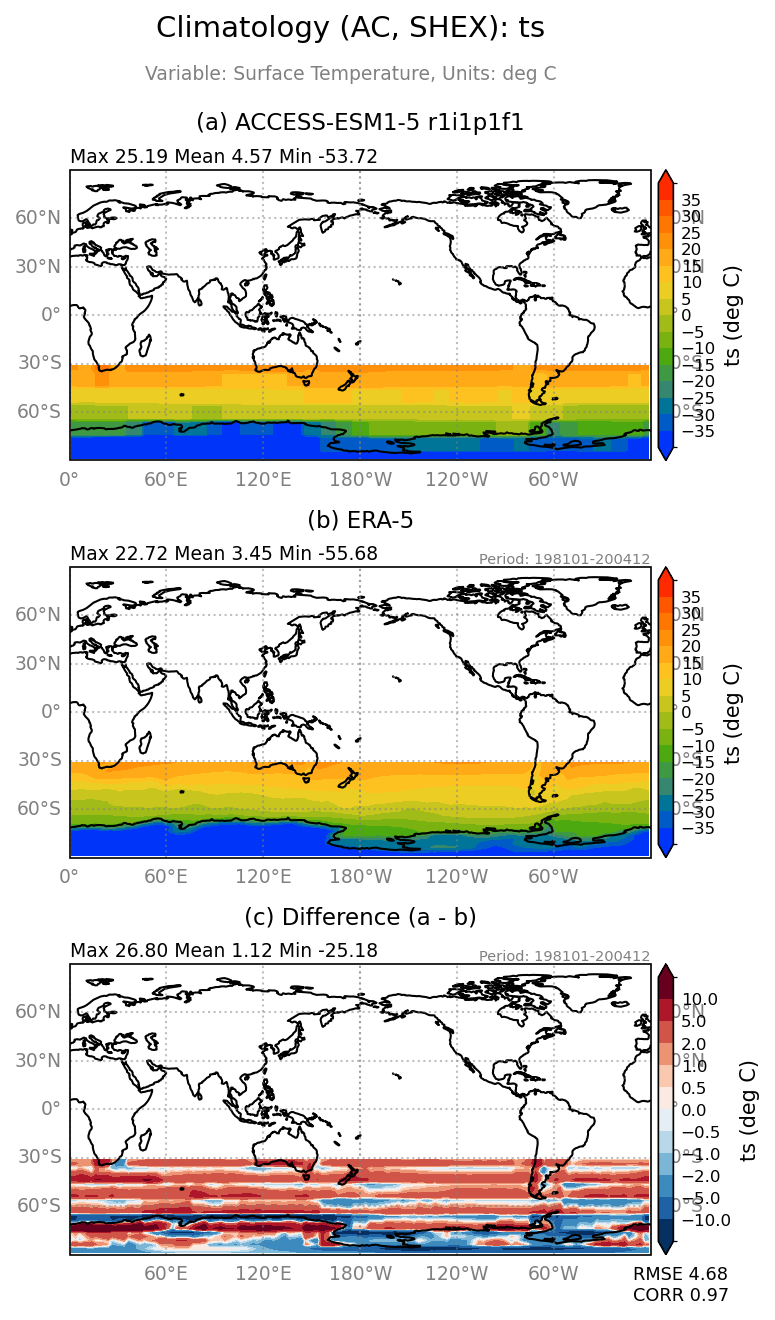 Climatology (AC, SHEX): ts
Variable: Surface Temperature, Units: deg C
(a) ACCESS-ESM1-5 r1i1p1f1
Max 25.19 Mean 4.57 Min -53.72
60°N
30°N
0°
30°S
60°S
0°
60°E
120°E
180°W
120°W
60°W
35
30
25
20
15
10
5
0
−5
−10
−15
−20
−25
−30
−35
ts (deg C)
(b) ERA-5
Max 22.72 Mean 3.45 Min -55.68
Period: 198101-200412
60°N
30°N
0°
30°S
60°S
0°
60°E
120°E
180°W
120°W
60°W
35
30
25
20
15
10
5
0
−5
−10
−15
−20
−25
−30
−35
ts (deg C)
(c) Difference (a - b)
Max 26.80 Mean 1.12 Min -25.18
Period: 198101-200412
60°N
30°N
0°
30°S
60°S
60°E
120°E
180°W
120°W
60°W
10.0
5.0
2.0
1.0
0.5
0.0
−0.5
−1.0
−2.0
−5.0
−10.0
ts (deg C)
RMSE 4.68
CORR 0.97